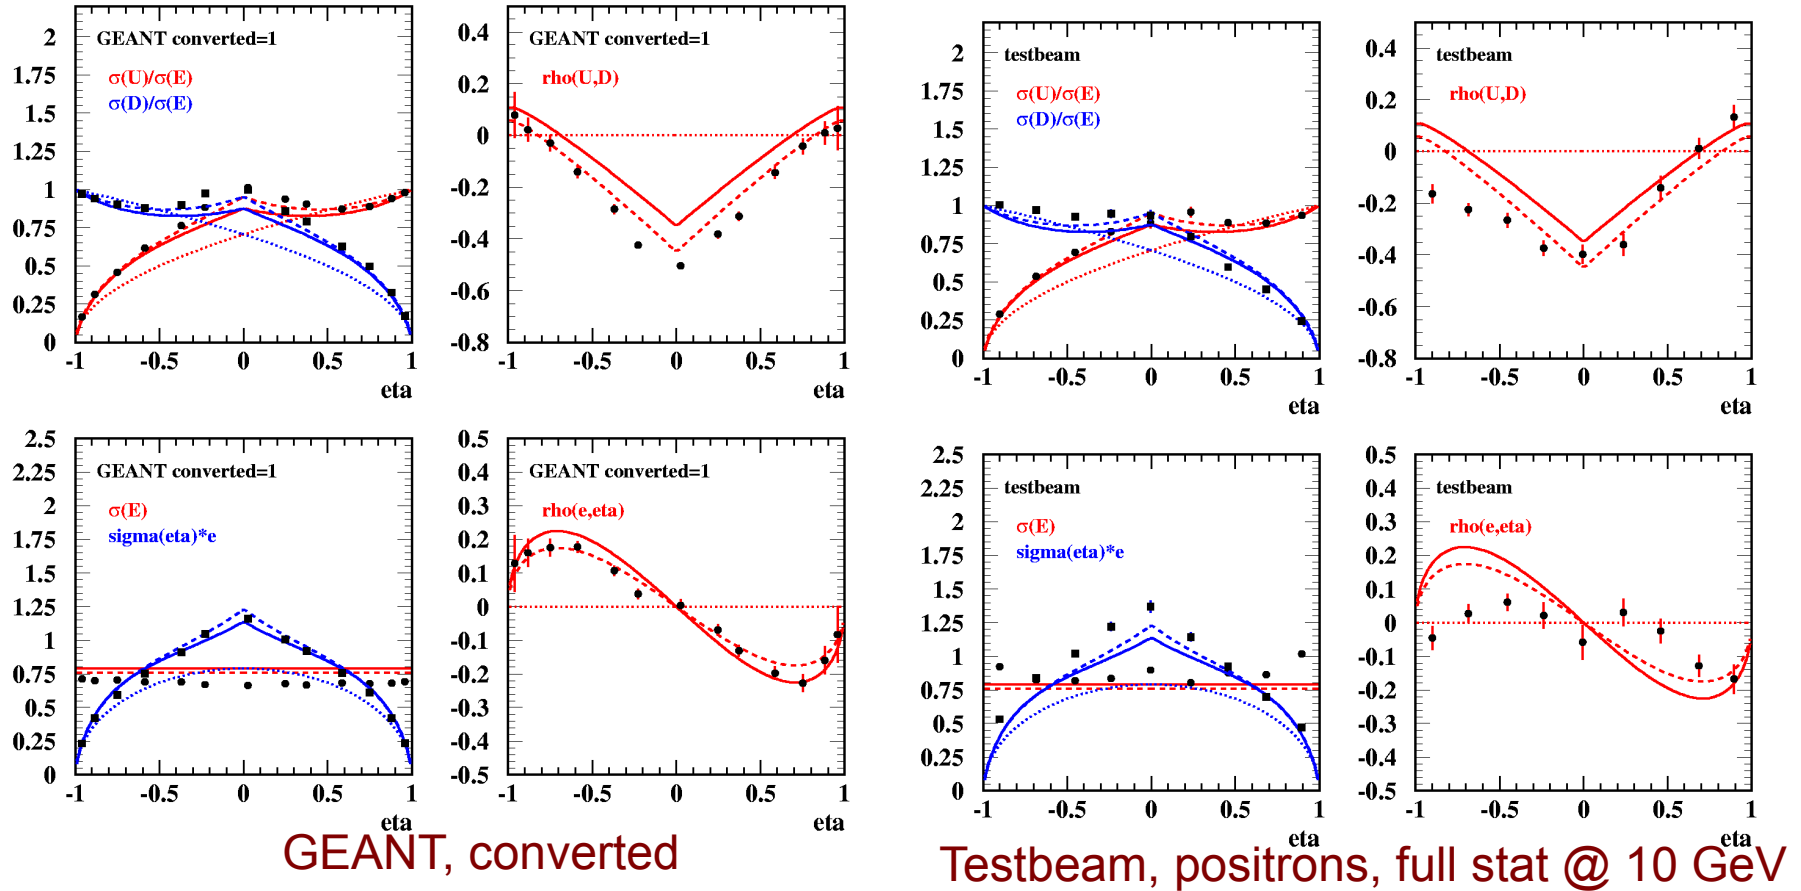 GEANT converted=1
σ(U)/σ(E)
σ(D)/σ(E)
2
1.75
1.5
1.25
1
0.75
0.5
0.25
0
-1 -0.5 0 0.5 1
eta
GEANT converted=1
rho(U,D)
0.4
0.2
0
-0.2
-0.4
-0.6
-0.8
-1 -0.5 0 0.5 1
eta
testbeam
σ(U)/σ(E)
σ(D)/σ(E)
2
1.75
1.5
1.25
1
0.75
0.5
0.25
0
-1 -0.5 0 0.5 1
eta
testbeam
rho(U,D)
0.4
0.2
0
-0.2
-0.4
-0.6
-0.8
-1 -0.5 0 0.5 1
eta
GEANT converted=1
σ(E)
sigma(eta)*e
2.5
2.25
2
1.75
1.5
1.25
1
0.75
0.5
0.25
0
-1 -0.5 0 0.5 1
eta
GEANT converted=1
rho(e,eta)
0.5
0.4
0.3
0.2
0.1
0
-0.1
-0.2
-0.3
-0.4
-0.5
-1 -0.5 0 0.5 1
eta
testbeam
σ(E)
sigma(eta)*e
2.5
2.25
2
1.75
1.5
1.25
1
0.75
0.5
0.25
0
-1 -0.5 0 0.5 1
eta
testbeam
rho(e,eta)
0.5
0.4
0.3
0.2
0.1
0
-0.1
-0.2
-0.3
-0.4
-0.5
-1 -0.5 0 0.5 1
eta
GEANT, converted
Testbeam, positrons, full stat @ 10 GeV